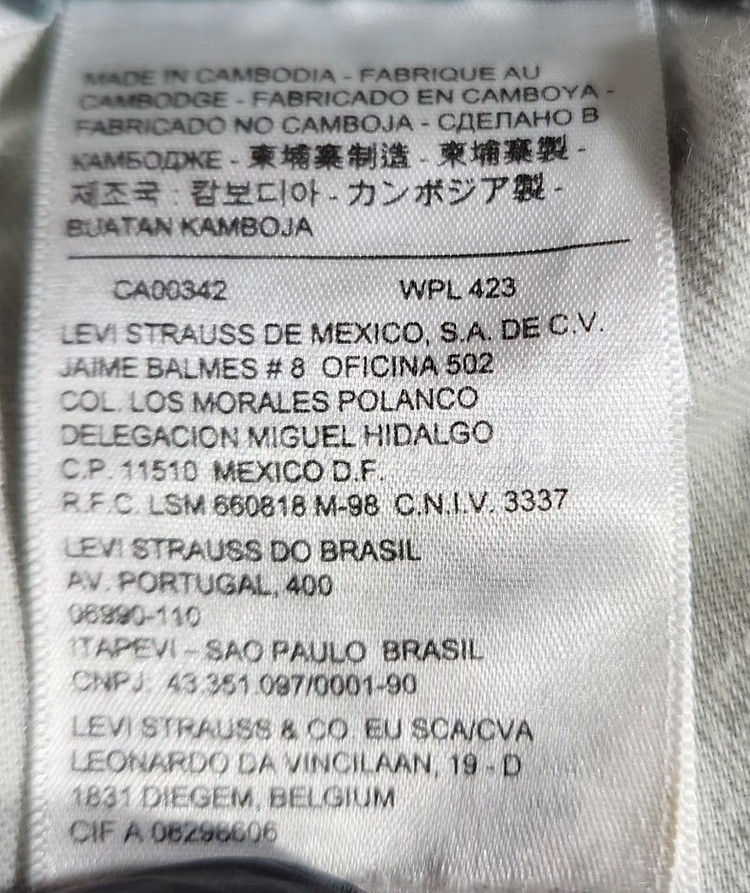 MADE IN CAMBODIA - FABRIQUE AU
CAMBODGE - FABRICADO EN CAMBOYA -
FABRICADO NO CAMBOJA - СДЕЛАНО В
КАМБОДЖЕ - 柬埔寨制造 - 柬埔寨製 -
제조국 : 캄보디아 - カンボジア製 -
BUATAN KAMBOJA
CA00342 WPL 423
LEVI STRAUSS DE MEXICO, S.A. DE C.V.
JAIME BALMES # 8 OFICINA 502
COL. LOS MORALES POLANCO
DELEGACION MIGUEL HIDALGO
C.P. 11510 MEXICO D.F.
R.F.C. LSM 660818 M-98 C.N.I.V. 3337
LEVI STRAUSS DO BRASIL
AV. PORTUGAL, 400
06990-110
ITAPEVI – SAO PAULO BRASIL
CNPJ: 43.351.097/0001-90
LEVI STRAUSS & CO. EU SCA/CVA
LEONARDO DA VINCILAAN, 19 - D
1831 DIEGEM, BELGIUM
CIF A 08298606